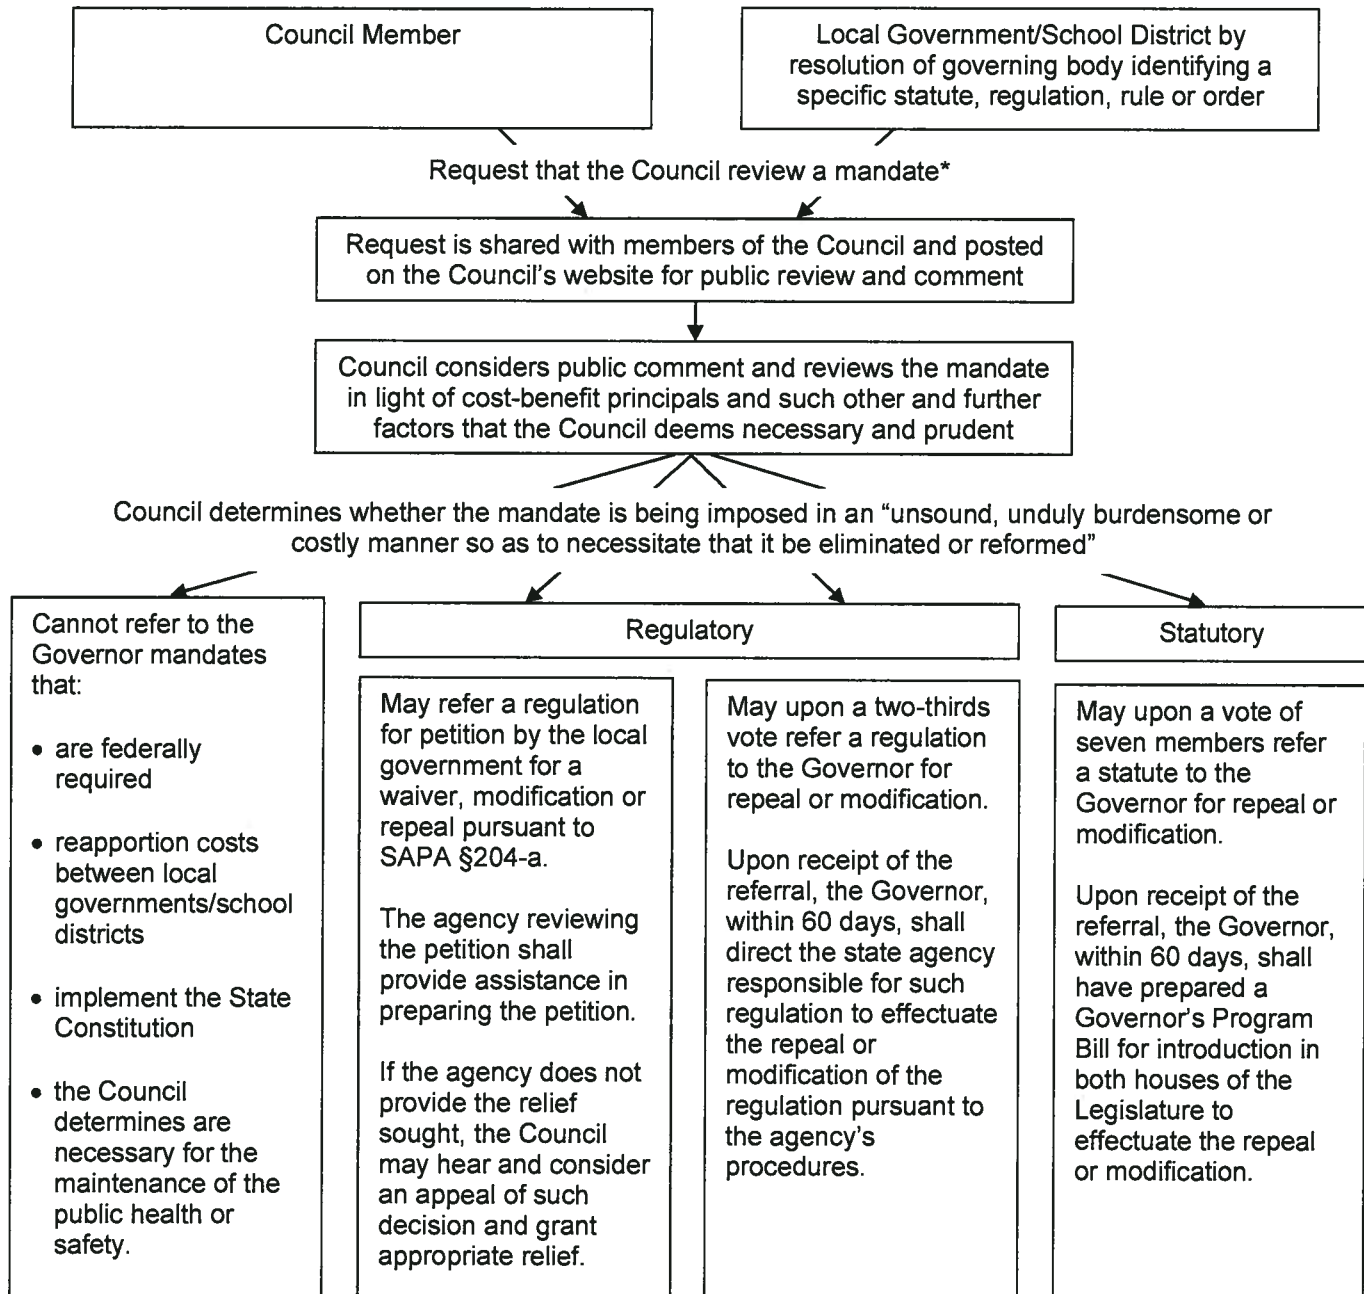 Council Member
Local Government/School District by
resolution of governing body identifying a
specific statute, regulation, rule or order
Request that the Council review a mandate*
Request is shared with members of the Council and posted
on the Council's website for public review and comment
Council considers public comment and reviews the mandate
in light of cost-benefit principals and such other and further
factors that the Council deems necessary and prudent
Council determines whether the mandate is being imposed in an “unsound, unduly burdensome or
costly manner so as to necessitate that it be eliminated or reformed”
Cannot refer to the
Governor mandates
that:
• are federally
required
• reapportion costs
between local
governments/school
districts
• implement the State
Constitution
• the Council
determines are
necessary for the
maintenance of the
public health or
safety.
Regulatory
May refer a regulation
for petition by the local
government for a
waiver, modification or
repeal pursuant to
SAPA §204-a.
The agency reviewing
the petition shall
provide assistance in
preparing the petition.
If the agency does not
provide the relief
sought, the Council
may hear and consider
an appeal of such
decision and grant
appropriate relief.
May upon a two-thirds
vote refer a regulation
to the Governor for
repeal or modification.
Upon receipt of the
referral, the Governor,
within 60 days, shall
direct the state agency
responsible for such
regulation to effectuate
the repeal or
modification of the
regulation pursuant to
the agency's
procedures.
Statutory
May upon a vote of
seven members refer
a statute to the
Governor for repeal or
modification.
Upon receipt of the
referral, the Governor,
within 60 days, shall
have prepared a
Governor's Program
Bill for introduction in
both houses of the
Legislature to
effectuate the repeal
or modification.